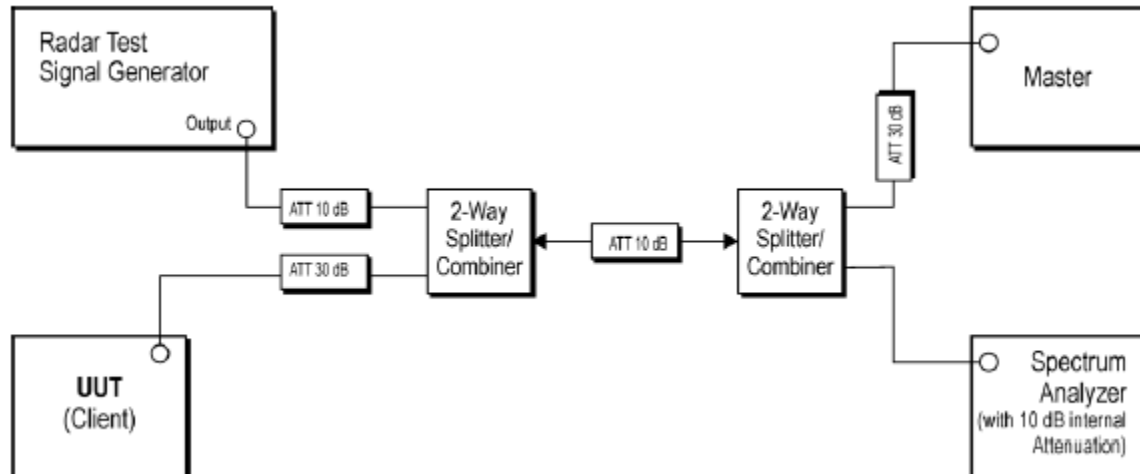 Radar Test
Signal Generator
Output
ATT 10 dB
ATT 30 dB
UUT
(Client)
2-Way
Splitter/
Combiner
ATT 10 dB
2-Way
Splitter/
Combiner
ATT 30 dB
Master
Spectrum
Analyzer
(with 10 dB internal
Attenuation)